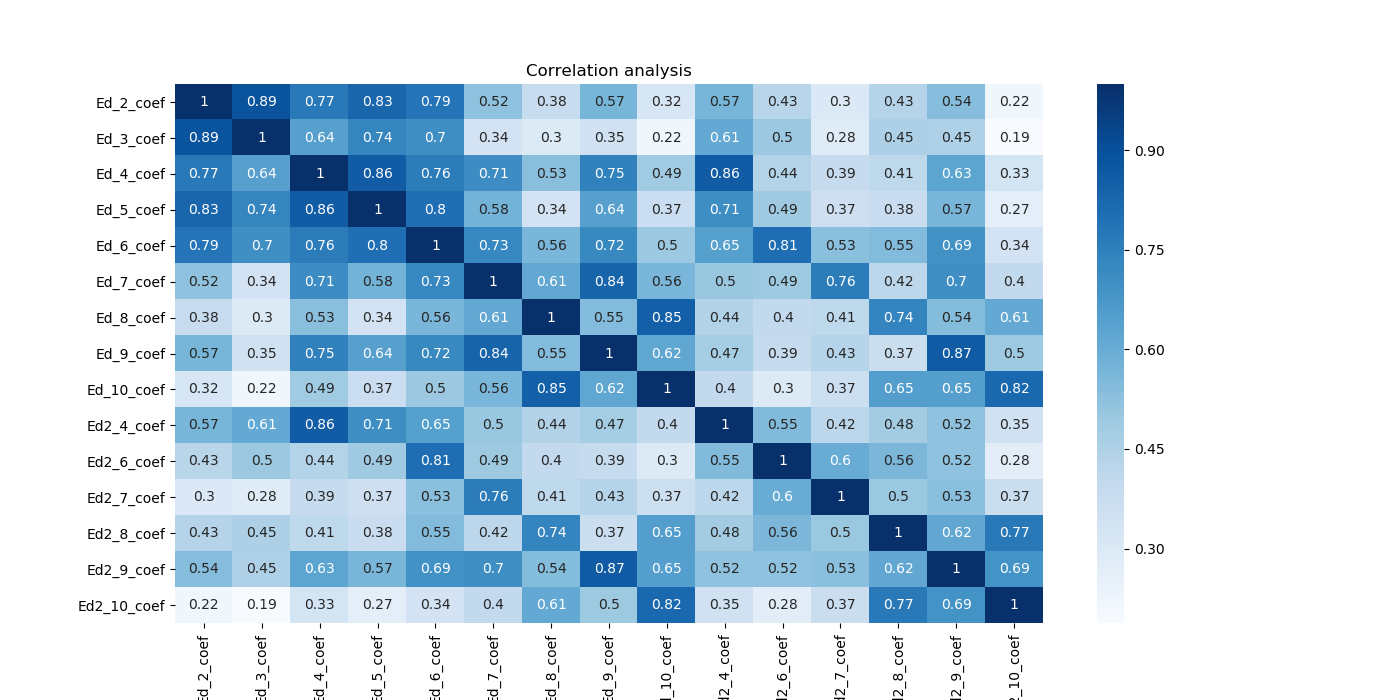 Correlation analysis
Ed_2_coef 1 0.89 0.77 0.83 0.79 0.52 0.38 0.57 0.32 0.57 0.43 0.3 0.43 0.54 0.22
Ed_3_coef 0.89 1 0.64 0.74 0.7 0.34 0.3 0.35 0.22 0.61 0.5 0.28 0.45 0.45 0.19
Ed_4_coef 0.77 0.64 1 0.86 0.76 0.71 0.53 0.75 0.49 0.86 0.44 0.39 0.41 0.63 0.33
Ed_5_coef 0.83 0.74 0.86 1 0.8 0.58 0.34 0.64 0.37 0.71 0.49 0.37 0.38 0.57 0.27
Ed_6_coef 0.79 0.7 0.76 0.8 1 0.73 0.56 0.72 0.5 0.65 0.81 0.53 0.55 0.69 0.34
Ed_7_coef 0.52 0.34 0.71 0.58 0.73 1 0.61 0.84 0.56 0.5 0.49 0.76 0.42 0.7 0.4
Ed_8_coef 0.38 0.3 0.53 0.34 0.56 0.61 1 0.55 0.85 0.44 0.4 0.41 0.74 0.54 0.61
Ed_9_coef 0.57 0.35 0.75 0.64 0.72 0.84 0.55 1 0.62 0.47 0.39 0.43 0.37 0.87 0.5
Ed_10_coef 0.32 0.22 0.49 0.37 0.5 0.56 0.85 0.62 1 0.4 0.3 0.37 0.65 0.65 0.82
Ed2_4_coef 0.57 0.61 0.86 0.71 0.65 0.5 0.44 0.47 0.4 1 0.55 0.42 0.48 0.52 0.35
Ed2_6_coef 0.43 0.5 0.44 0.49 0.81 0.49 0.4 0.39 0.3 0.55 1 0.6 0.56 0.52 0.28
Ed2_7_coef 0.3 0.28 0.39 0.37 0.53 0.76 0.41 0.43 0.37 0.42 0.6 1 0.5 0.53 0.37
Ed2_8_coef 0.43 0.45 0.41 0.38 0.55 0.42 0.74 0.37 0.65 0.48 0.56 0.5 1 0.62 0.77
Ed2_9_coef 0.54 0.45 0.63 0.57 0.69 0.7 0.54 0.87 0.65 0.52 0.52 0.53 0.62 1 0.69
Ed2_10_coef 0.22 0.19 0.33 0.27 0.34 0.4 0.61 0.5 0.82 0.35 0.28 0.37 0.77 0.69 1
Ed_2_coef
Ed_3_coef
Ed_4_coef
Ed_5_coef
Ed_6_coef
Ed_7_coef
Ed_8_coef
Ed_9_coef
d_10_coef
d2_4_coef
d2_6_coef
d2_7_coef
d2_8_coef
d2_9_coef
2_10_coef
0.90
0.75
0.60
0.45
0.30